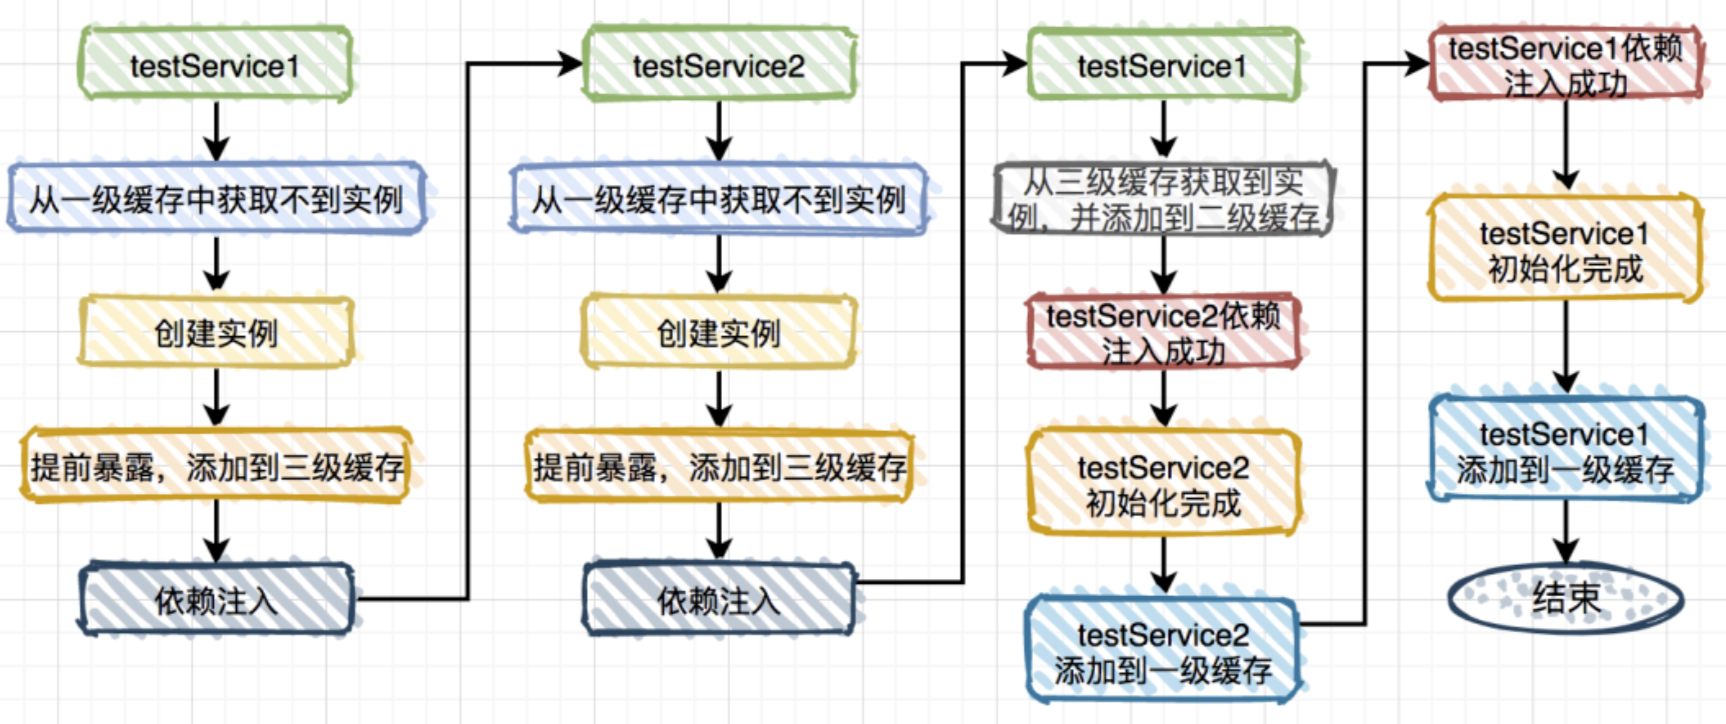 testService1
从一级缓存中获取不到实例
创建实例
提前暴露，添加到三级缓存
依赖注入
testService2
从一级缓存中获取不到实例
创建实例
提前暴露，添加到三级缓存
依赖注入
testService1
从三级缓存获取到实
例，并添加到二级缓存
testService2依赖
注入成功
testService2
初始化完成
testService2
添加到一级缓存
testService1依赖
注入成功
testService1
初始化完成
testService1
添加到一级缓存
结束